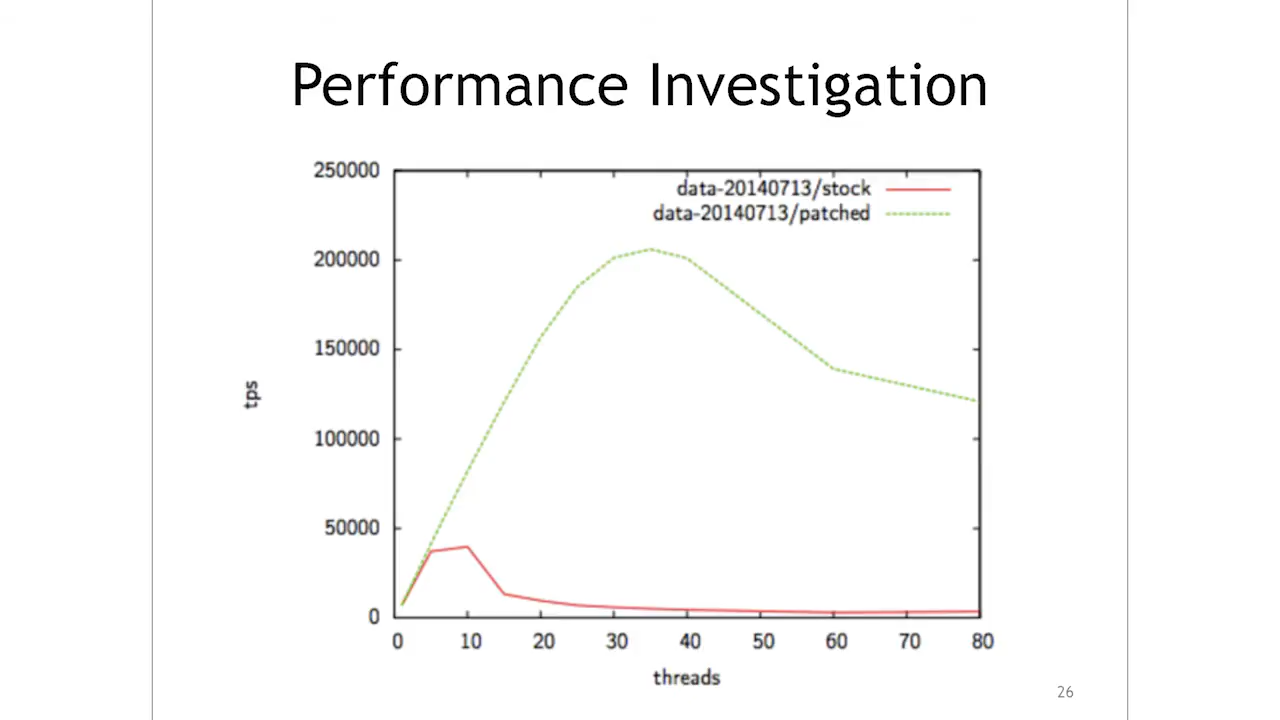 Performance Investigation
250000
200000
150000
100000
50000
0
tps
data-20140713/stock
data-20140713/patched
0 10 20 30 40 50 60 70 80
threads
26